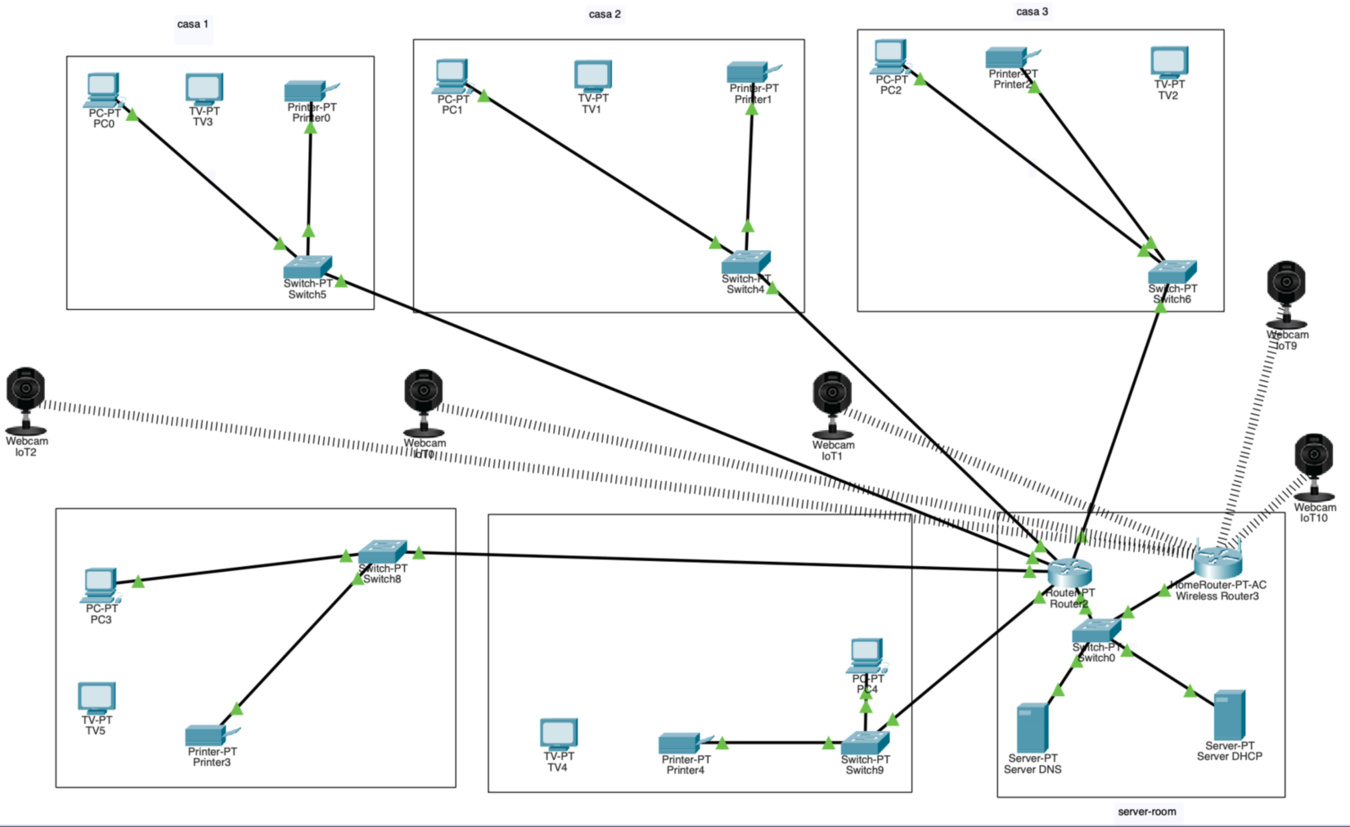 casa 1
casa 2
casa 3
PC-PT
PC0
TV-PT
TV3
Printer-PT
Printer0
Switch-PT
Switch5
PC-PT
PC1
TV-PT
TV1
Printer-PT
Printer1
Switch-PT
Switch4
PC-PT
PC2
Printer-PT
Printer2
TV-PT
TV2
Switch-PT
Switch6
Webcam
IoT9
Webcam
IoT2
Webcam
IoT0
Webcam
IoT1
Webcam
IoT10
Switch-PT
Switch8
PC-PT
PC3
TV-PT
TV5
Printer-PT
Printer3
PC-PT
PC4
TV-PT
TV4
Printer-PT
Printer4
Switch-PT
Switch9
Router-PT
Router2
HomeRouter-PT-AC
Wireless Router3
Switch-PT
Switch0
Server-PT
Server DNS
Server-PT
Server DHCP
server-room